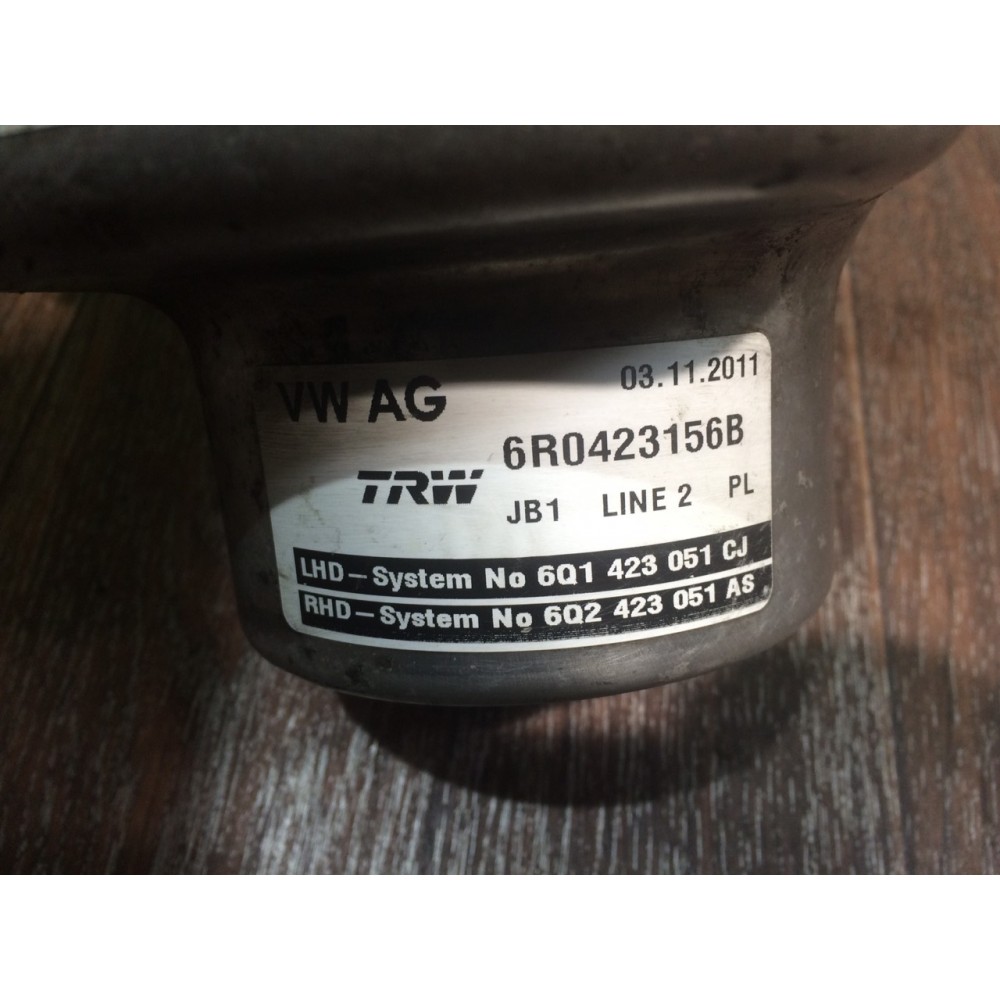 VW AG 03.11.2011
6R0423156B
TRW JB1 LINE 2 PL
LHD-System No 6Q1 423 051 CJ
RHD-System No 6Q2 423 051 AS